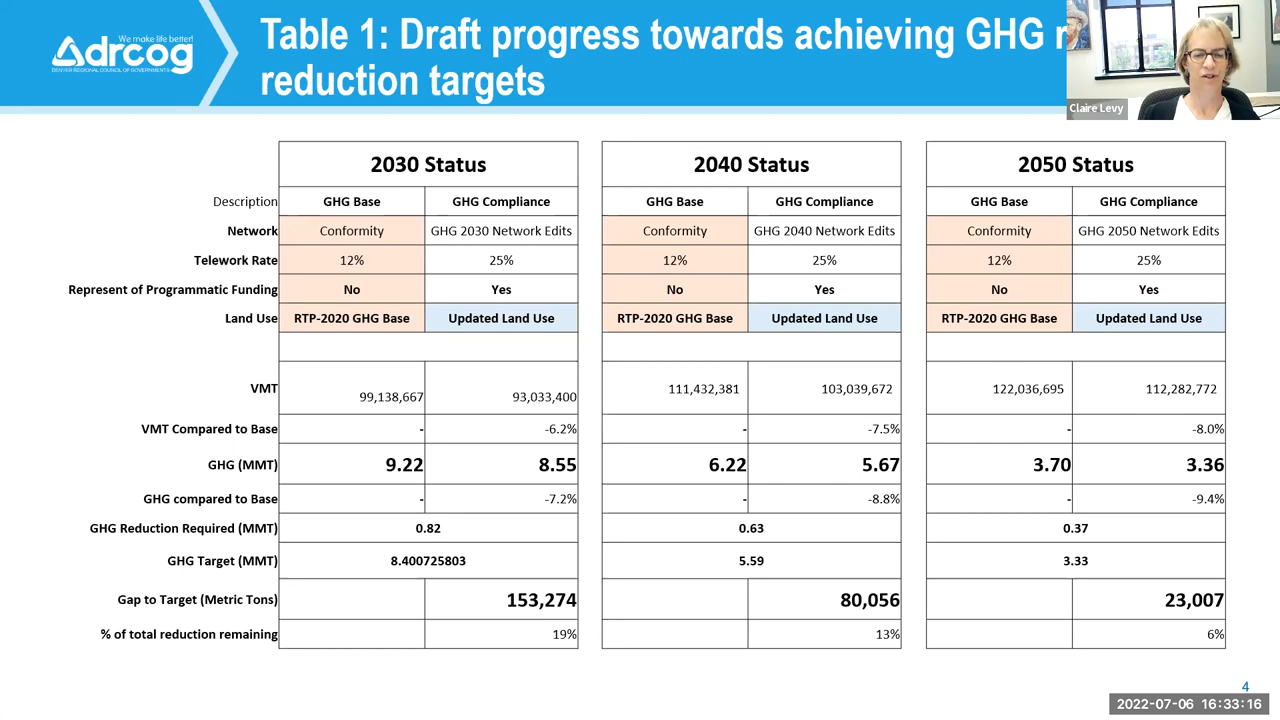 We make life better!
drcog
DENVER REGIONAL COUNCIL OF GOVERNMENTS
Table 1: Draft progress towards achieving GHG
reduction targets
Claire Levy
2030 Status 2040 Status 2050 Status
Description GHG Base GHG Compliance GHG Base GHG Compliance GHG Base GHG Compliance
Network Conformity GHG 2030 Network Edits Conformity GHG 2040 Network Edits Conformity GHG 2050 Network Edits
Telework Rate 12% 25% 12% 25% 12% 25%
Represent of Programmatic Funding No Yes No Yes No Yes
Land Use RTP-2020 GHG Base Updated Land Use RTP-2020 GHG Base Updated Land Use RTP-2020 GHG Base Updated Land Use
VMT 99,138,667 93,033,400 111,432,381 103,039,672 122,036,695 112,282,772
VMT Compared to Base - -6.2% - -7.5% - -8.0%
GHG (MMT) 9.22 8.55 6.22 5.67 3.70 3.36
GHG compared to Base - -7.2% - -8.8% - -9.4%
GHG Reduction Required (MMT) 0.82 0.63 0.37
GHG Target (MMT) 8.400725803 5.59 3.33
Gap to Target (Metric Tons) 153,274 80,056 23,007
% of total reduction remaining 19% 13% 6%
4
2022-07-06 16:33:16